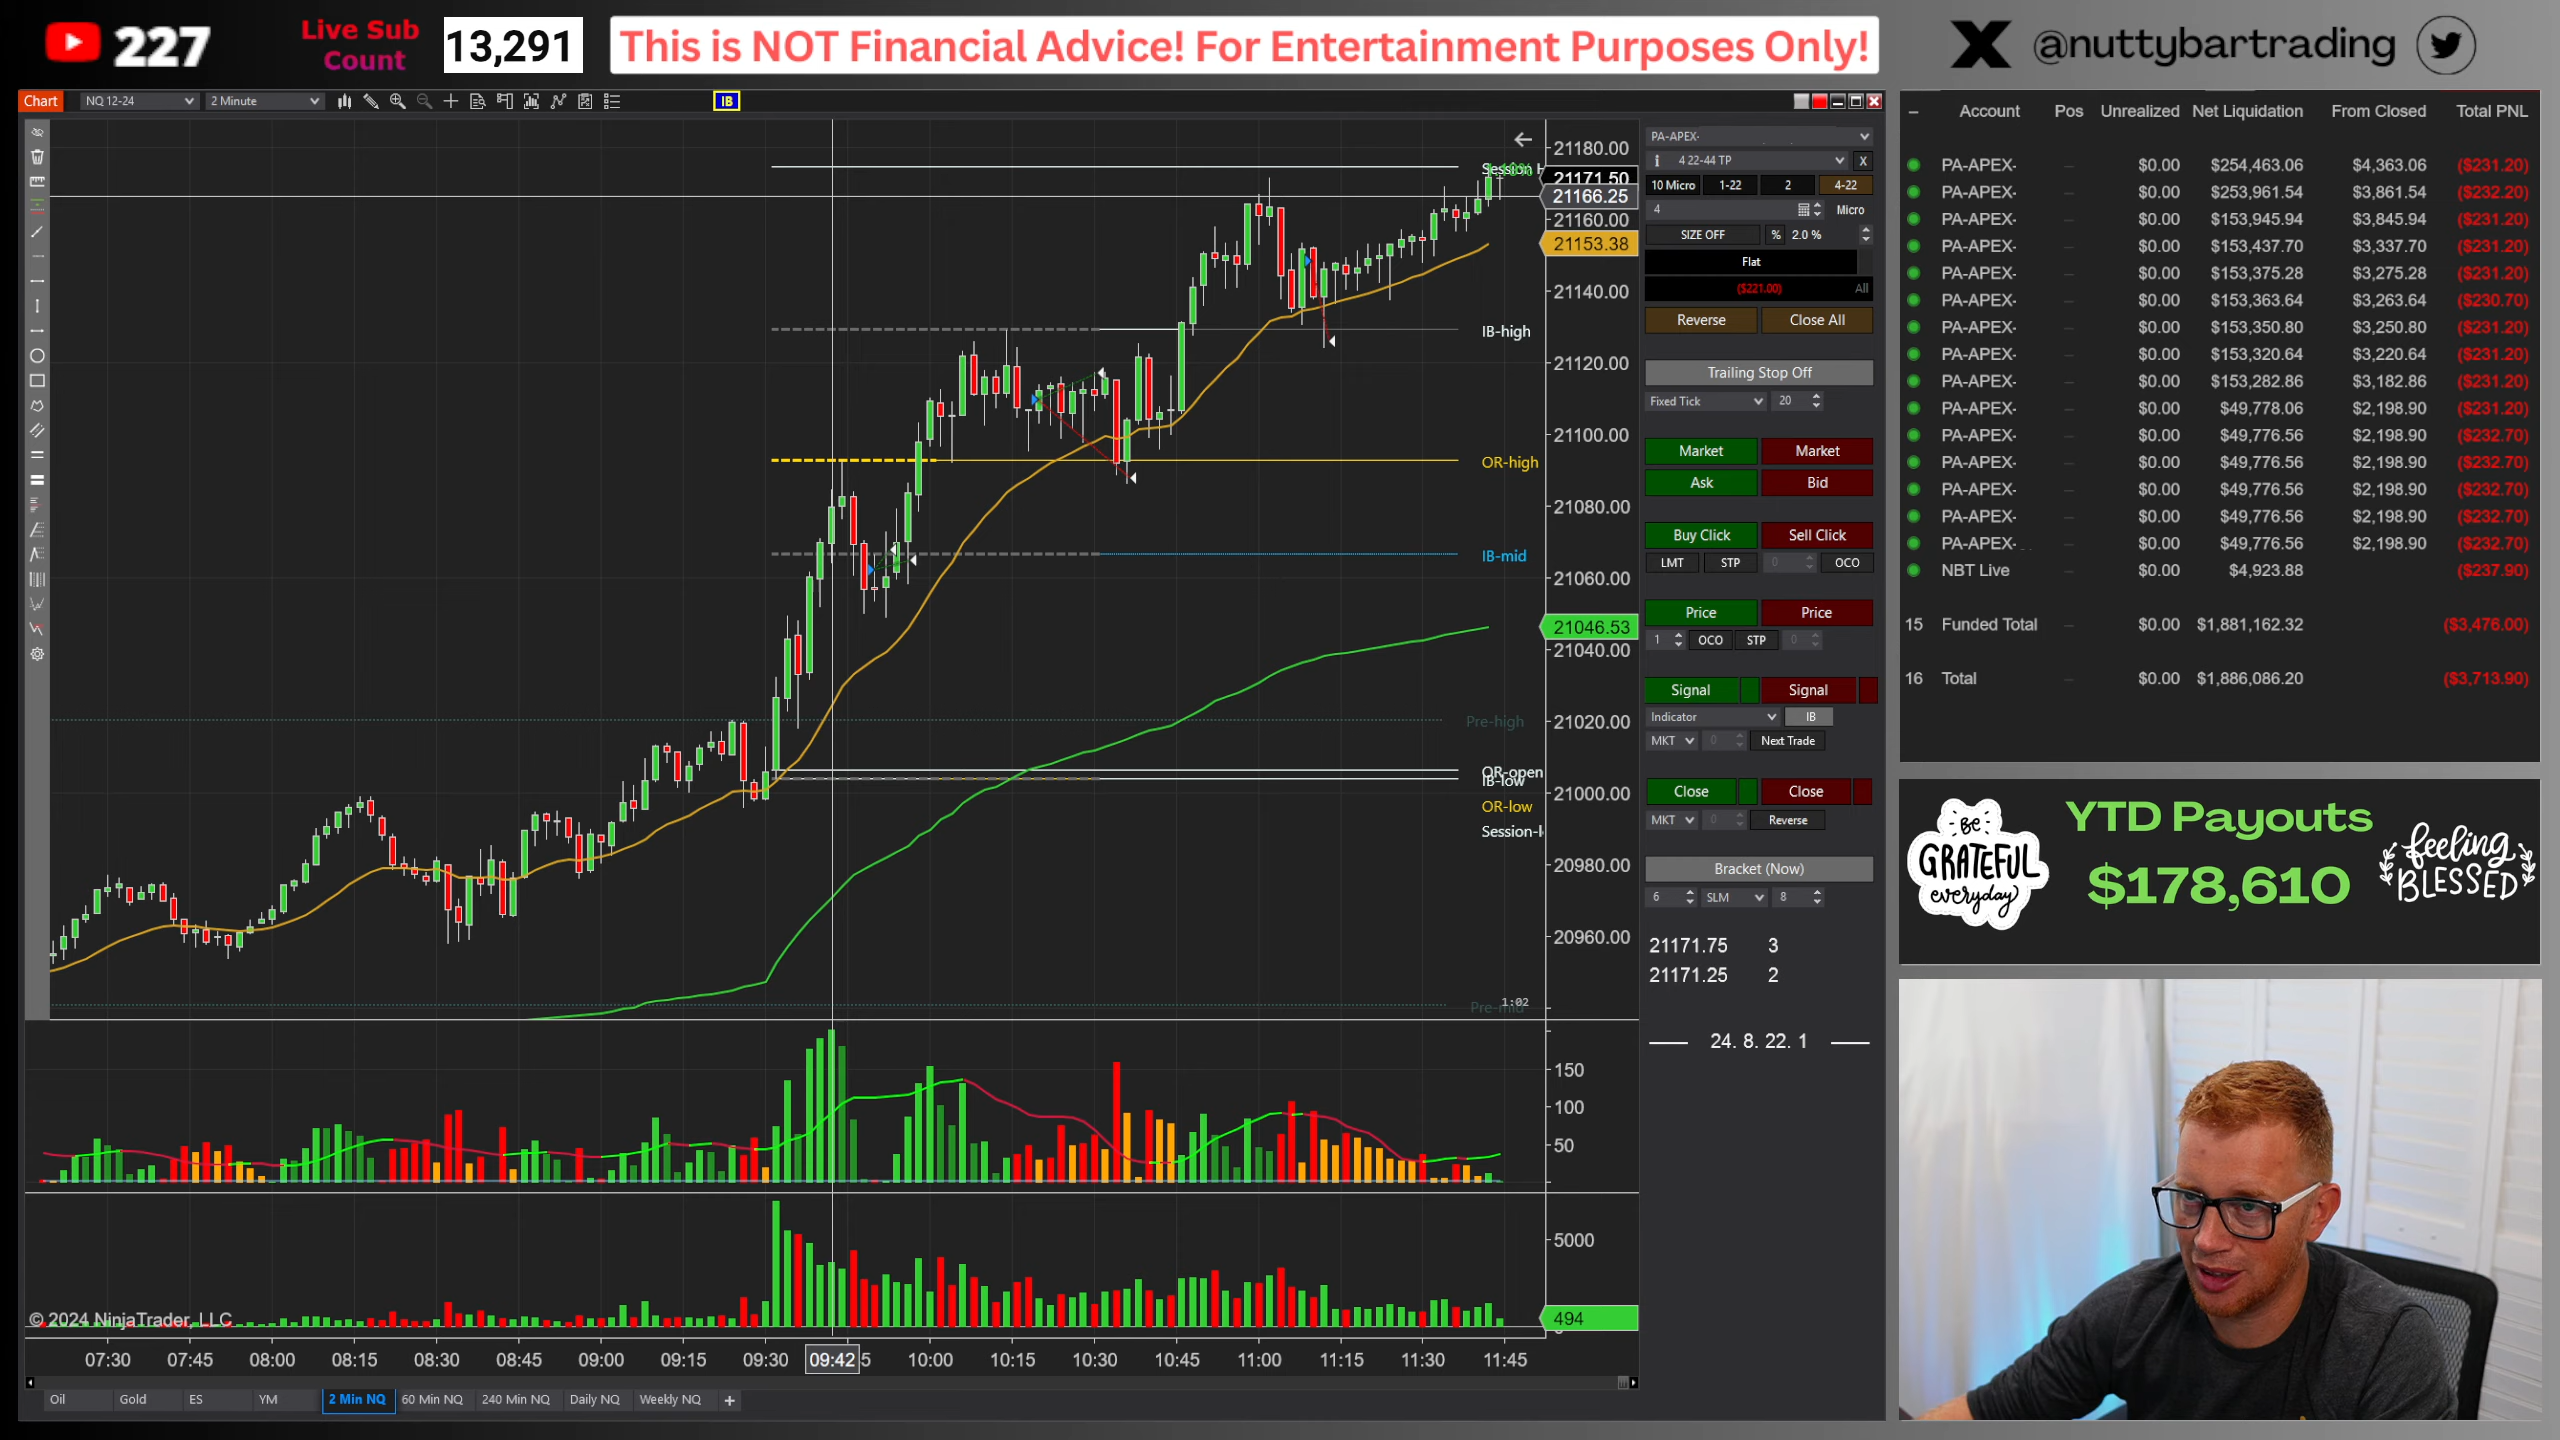 227
Live Sub
Count
13,291
This is NOT Financial Advice! For Entertainment Purposes Only!
X @nuttybartrading
Chart NQ 12-24 2 Minute IB
21180.00
21171.50
21166.25
21160.00
21153.38
21140.00
21120.00
21100.00
21080.00
21060.00
21046.53
21040.00
21020.00
21000.00
20980.00
20960.00
IB-high
OR-high
IB-mid
Pre-high
OR-open
IB-low
OR-low
Session-l
Pre-mid
1:02
150
100
50
5000
494
© 2024 NinjaTrader, LLC
07:30 07:45 08:00 08:15 08:30 08:45 09:00 09:15 09:30 09:42 5 10:00 10:15 10:30 10:45 11:00 11:15 11:30 11:45
Oil Gold ES YM 2 Min NQ 60 Min NQ 240 Min NQ Daily NQ Weekly NQ +
PA-APEX-
4 22-44 TP X
10 Micro 1-22 2 4-22
4 Micro
SIZE OFF % 2.0 %
Flat
($221.00) All
Reverse Close All
Trailing Stop Off
Fixed Tick 20
Market Market
Ask Bid
Buy Click Sell Click
LMT STP 0 OCO
Price Price
1 OCO STP 0
Signal Signal
Indicator IB
MKT 0 Next Trade
Close Close
MKT 0 Reverse
Bracket (Now)
6 SLM 8
21171.75 3
21171.25 2
24. 8. 22. 1
– Account Pos Unrealized Net Liquidation From Closed Total PNL
PA-APEX- – $0.00 $254,463.06 $4,363.06 ($231.20)
PA-APEX- – $0.00 $253,961.54 $3,861.54 ($232.20)
PA-APEX- – $0.00 $153,945.94 $3,845.94 ($231.20)
PA-APEX- – $0.00 $153,437.70 $3,337.70 ($231.20)
PA-APEX- – $0.00 $153,375.28 $3,275.28 ($231.20)
PA-APEX- – $0.00 $153,363.64 $3,263.64 ($230.70)
PA-APEX- – $0.00 $153,350.80 $3,250.80 ($231.20)
PA-APEX- – $0.00 $153,320.64 $3,220.64 ($231.20)
PA-APEX- – $0.00 $153,282.86 $3,182.86 ($231.20)
PA-APEX- – $0.00 $49,778.06 $2,198.90 ($231.20)
PA-APEX- – $0.00 $49,776.56 $2,198.90 ($232.70)
PA-APEX- – $0.00 $49,776.56 $2,198.90 ($232.70)
PA-APEX- – $0.00 $49,776.56 $2,198.90 ($232.70)
PA-APEX- – $0.00 $49,776.56 $2,198.90 ($232.70)
PA-APEX- – $0.00 $49,776.56 $2,198.90 ($232.70)
NBT Live – $0.00 $4,923.88 ($237.90)
15 Funded Total – $0.00 $1,881,162.32 ($3,476.00)
16 Total – $0.00 $1,886,086.20 ($3,713.90)
BE
GRATEFUL
everyday
YTD Payouts
$178,610
feeling
BLESSED